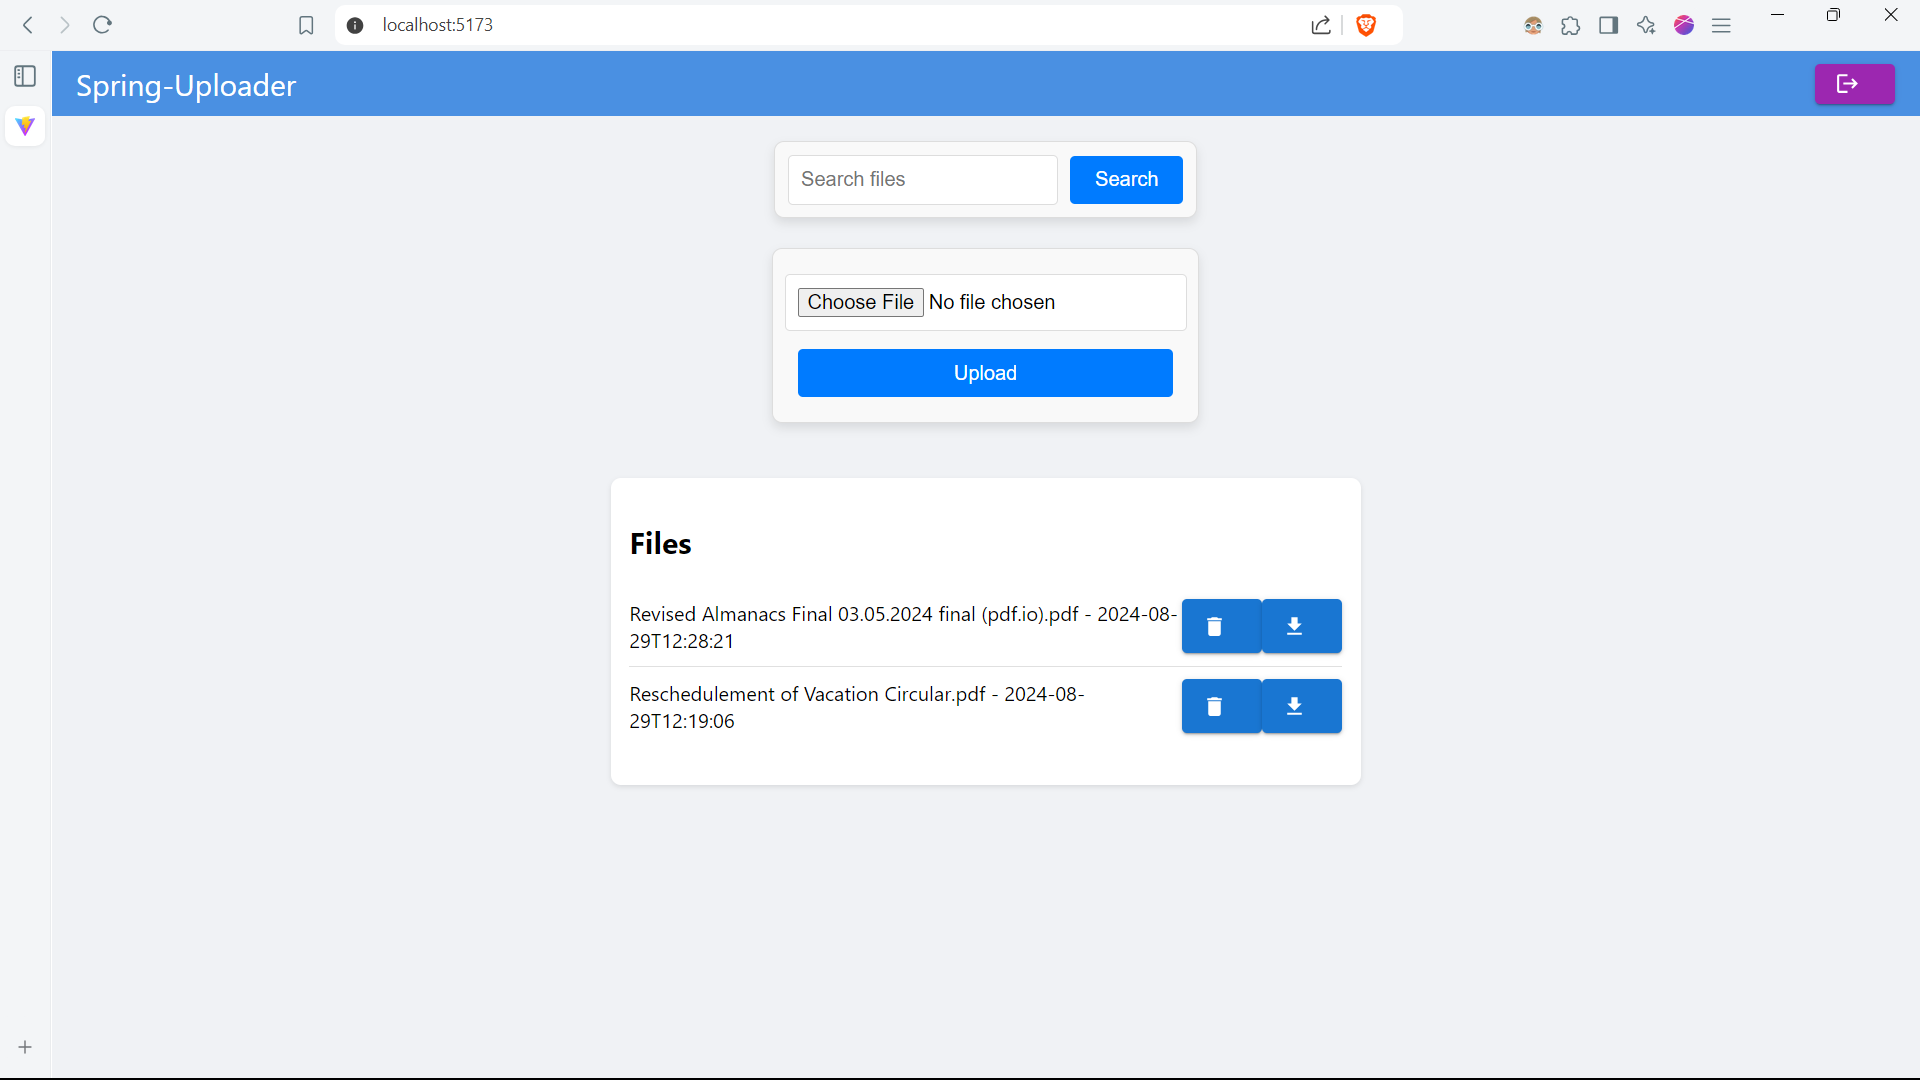 localhost:5173
Spring-Uploader
Search files
Search
Choose File No file chosen
Upload
Files
Revised Almanacs Final 03.05.2024 final (pdf.io).pdf - 2024-08-
29T12:28:21
Reschedulement of Vacation Circular.pdf - 2024-08-
29T12:19:06